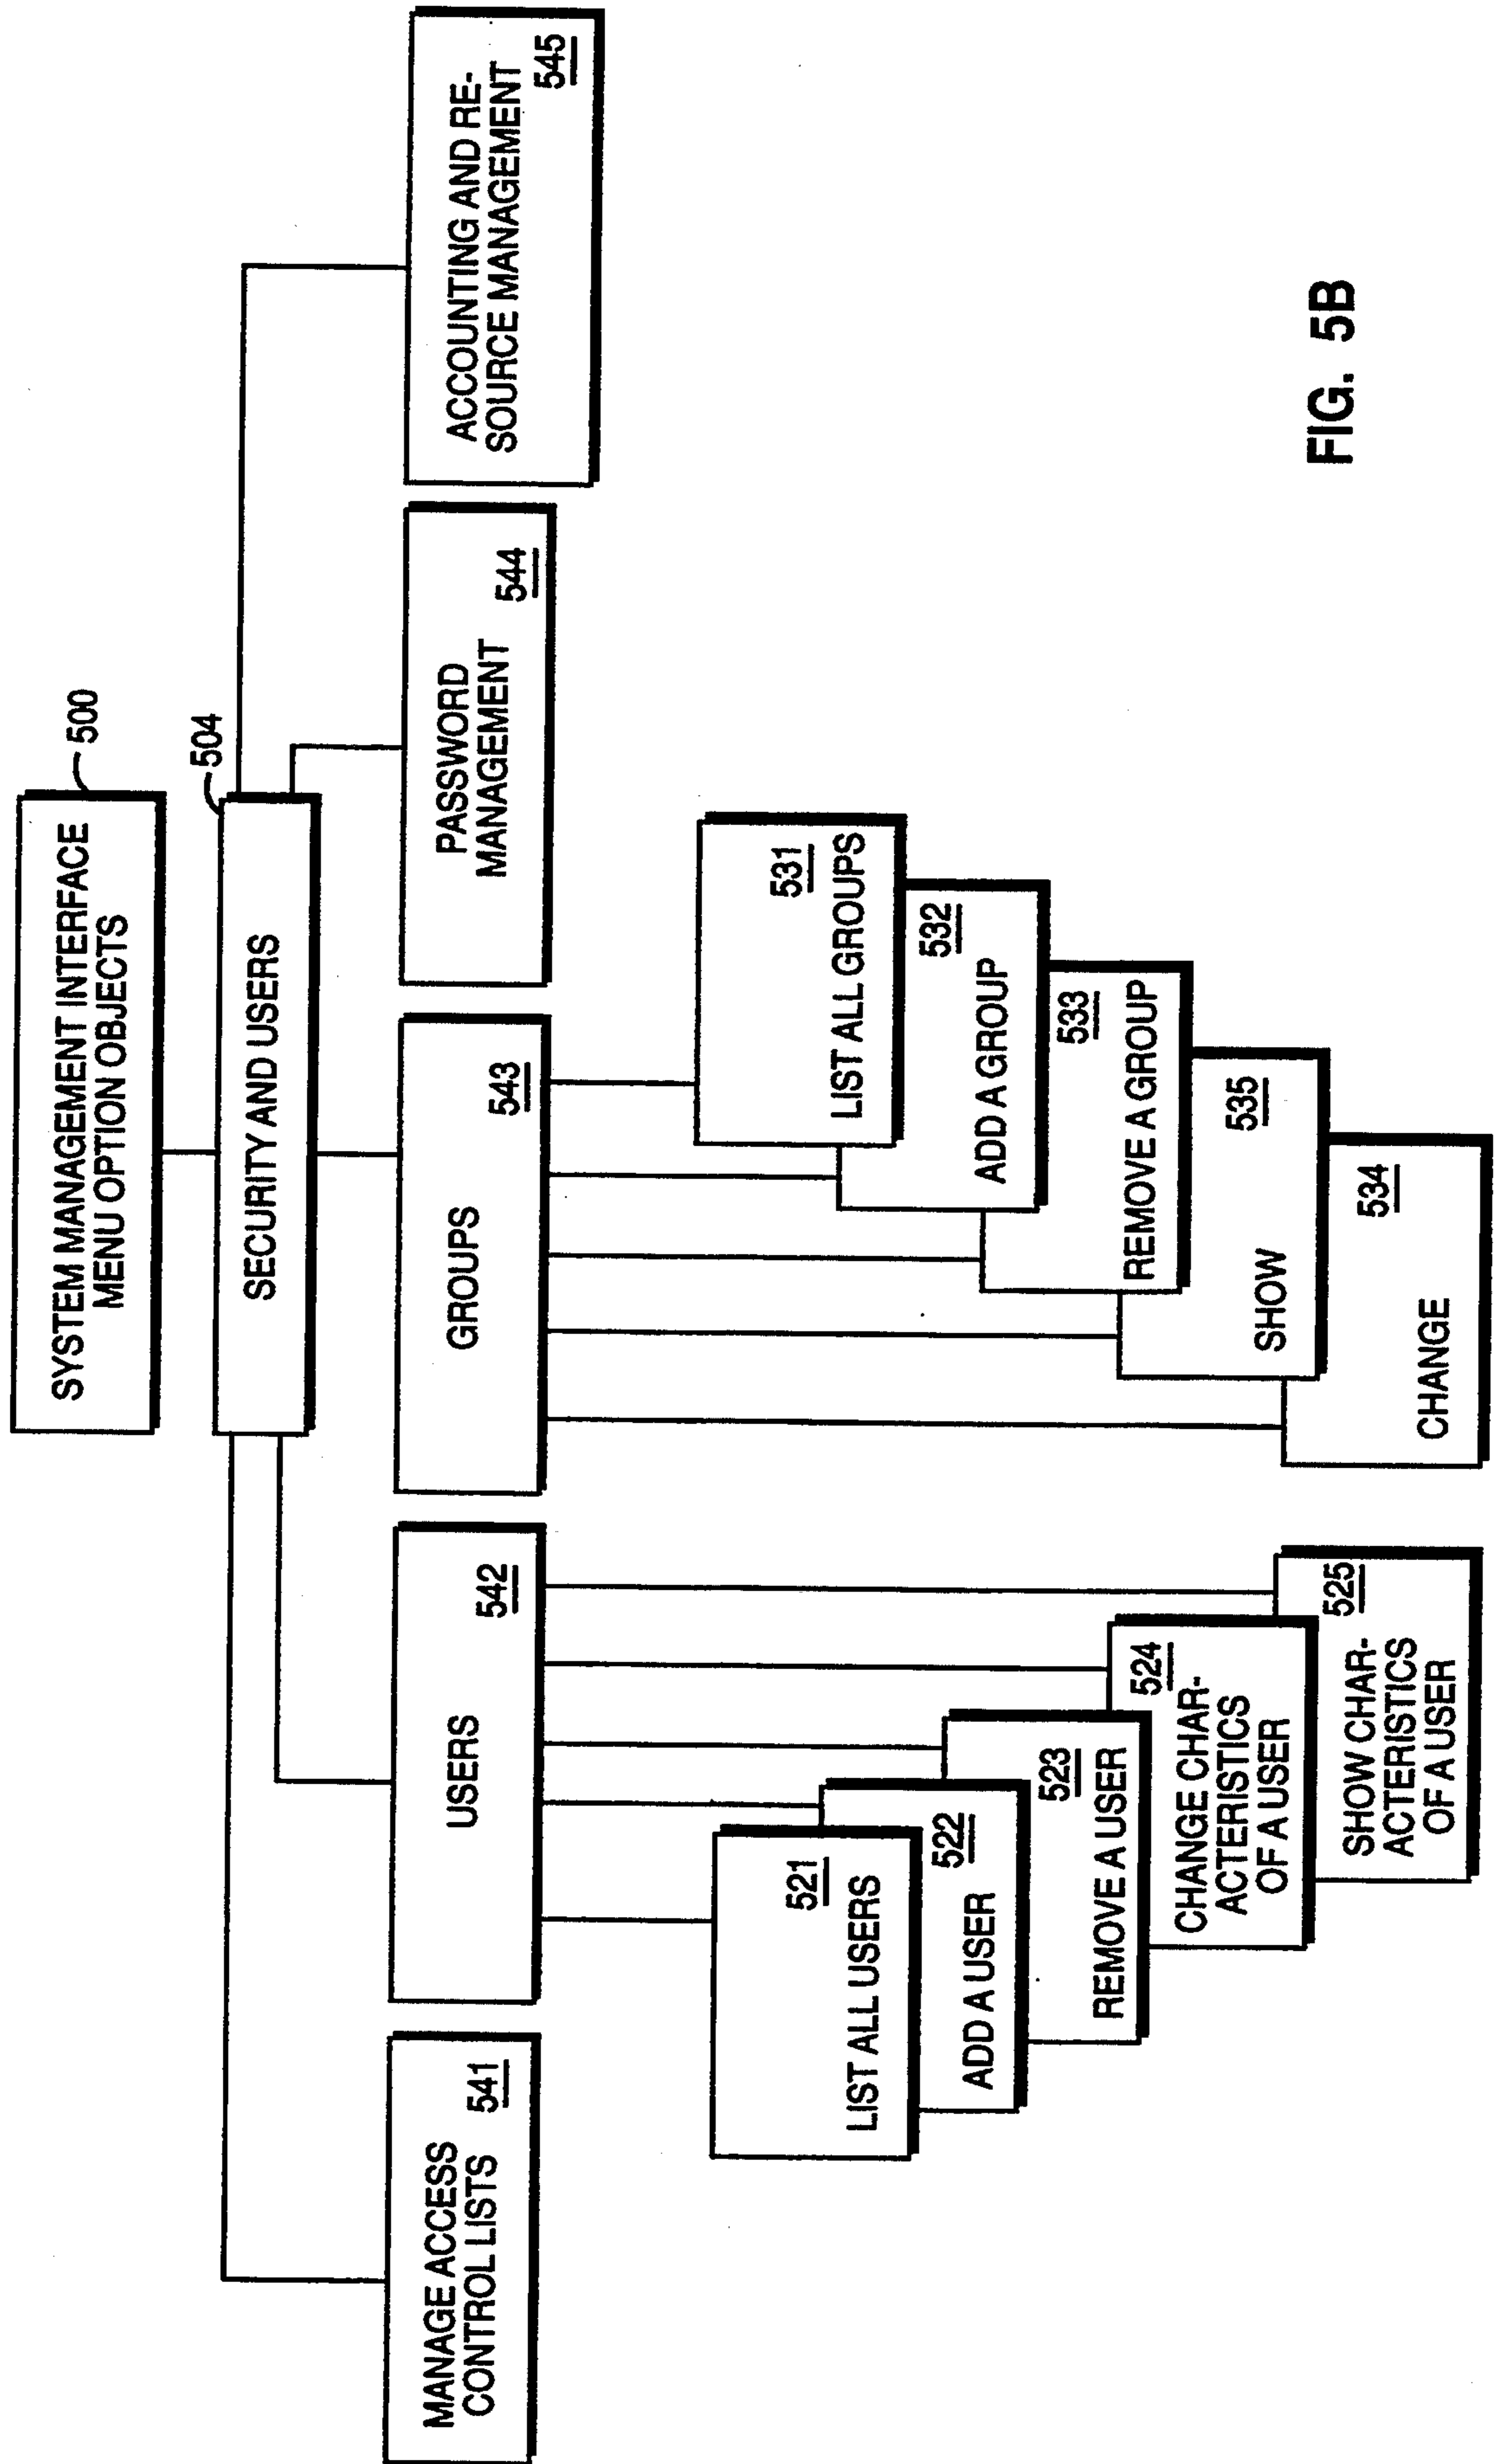 SYSTEM MANAGEMENT INTERFACE
MENU OPTION OBJECTS
500
SECURITY AND USERS
504
MANAGE ACCESS
CONTROL LISTS
541
USERS
542
GROUPS
543
PASSWORD
MANAGEMENT
544
ACCOUNTING AND RE-
SOURCE MANAGEMENT
545
521
LIST ALL USERS
522
ADD A USER
523
REMOVE A USER
524
CHANGE CHAR-
ACTERISTICS
OF A USER
525
SHOW CHAR-
ACTERISTICS
OF A USER
531
LIST ALL GROUPS
532
ADD A GROUP
533
REMOVE A GROUP
535
SHOW
534
CHANGE
FIG. 5B